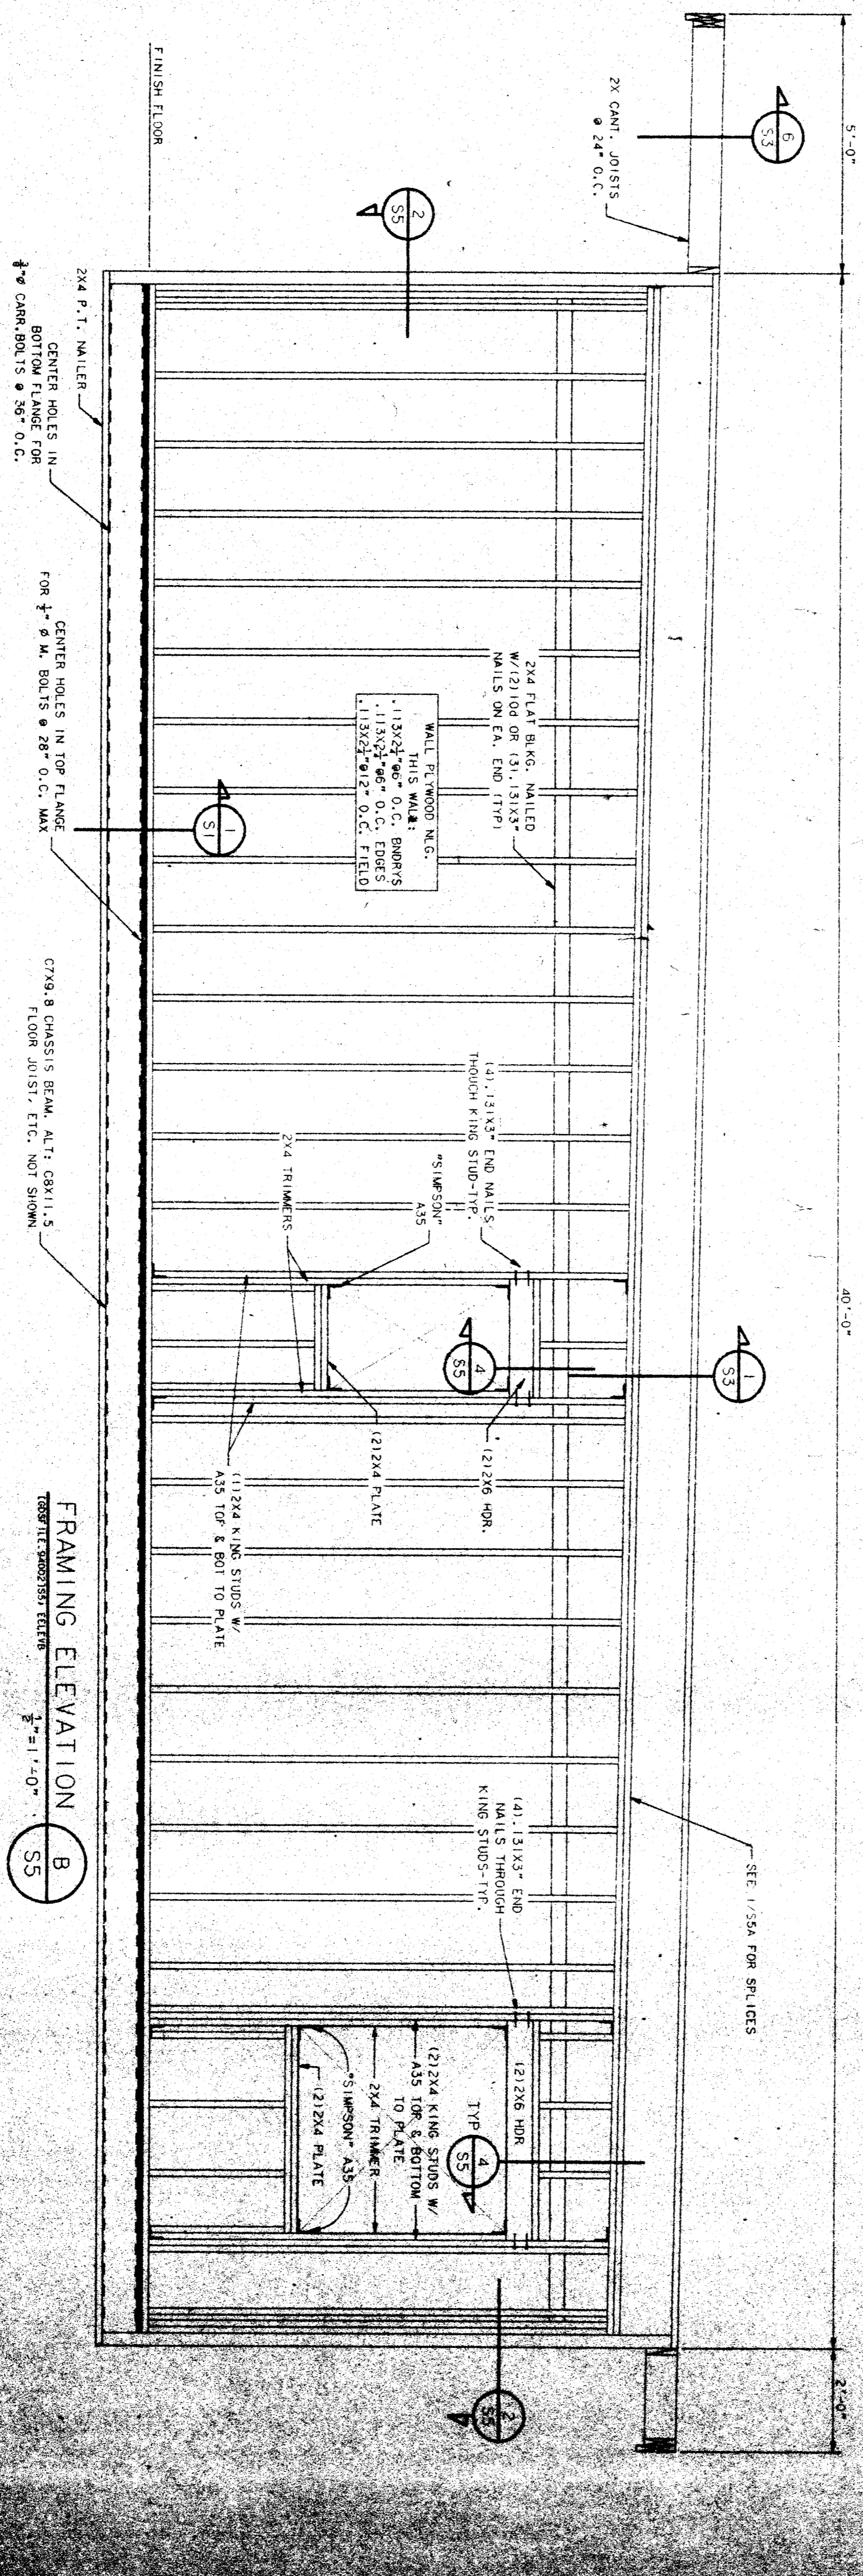 5'-0"
40'-0"
2'-0"
6
S3
2X CANT. JOISTS
@ 24" O.C.
1
S3
SEE 1/S5A FOR SPLICES
FINISH FLOOR
2
S5
2X4 FLAT BLKG. NAILED
W/(2)10d OR (3).131X3"
NAILS ON EA. END (TYP)
WALL PLYWOOD NLG.
THIS WALL:
.113X2¼"@6" O.C. BNDRYS
.113X2¼"@6" O.C. EDGES
.113X2¼"@12" O.C. FIELD
1
S1
(4).131X3" END NAILS
THOUCH KING STUD-TYP.
"SIMPSON"
A35
2X4 TRIMMERS
4
S5
(2)2X6 HDR.
(2)2X4 PLATE
(1)2X4 KING STUDS W/
A35 TOP & BOT TO PLATE
(4).131X3" END
NAILS THROUGH
KING STUDS-TYP.
(2)2X6 HDR
TYP
4
S5
(2)2X4 KING STUDS W/
A35 TOP & BOTTOM
TO PLATE
2X4 TRIMMER
"SIMPSON" A35
(2)2X4 PLATE
2
S5
2X4 P.T. NAILER
CENTER HOLES IN
BOTTOM FLANGE FOR
⅜"Ø CARR.BOLTS @ 36" O.C.
CENTER HOLES IN TOP FLANGE
FOR ½" Ø M. BOLTS @ 28" O.C. MAX
C7X9.8 CHASSIS BEAM. ALT: C8X11.5
FLOOR JOIST, ETC. NOT SHOWN
FRAMING ELEVATION
½"=1'-0"
B
S5